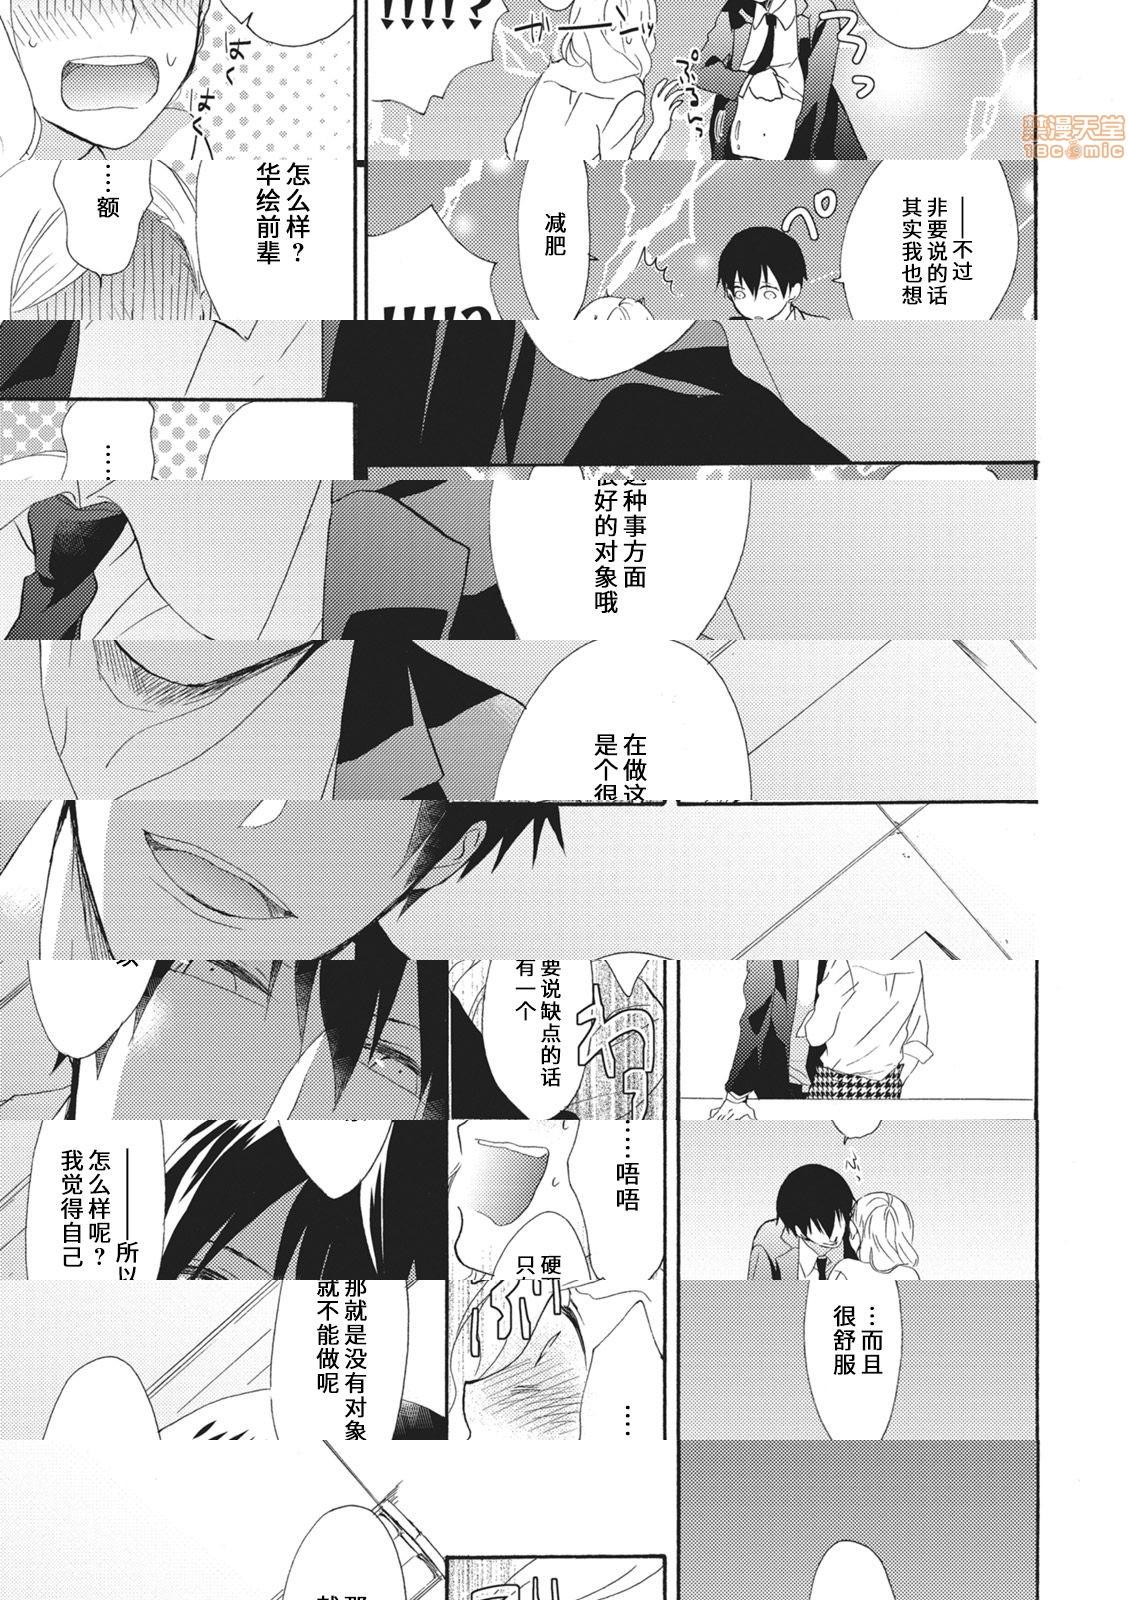 !!!!?
ぷるぷる
禁漫天堂
18comic
——不过
非要说的话
其实我也想
减肥
怎么样？
华绘前辈
…额
!!!!?
……
种事方面
好的对象哦
在做这
是个很
要说缺点的话
有一个
……唔唔
硬
只
——所以
怎么样呢？
我觉得自己
…而且
很舒服
…
那就是没有对象
就不能做呢